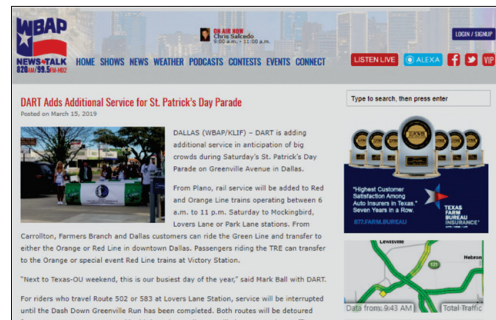 WBAP
NEWS•TALK
820AM/99.5FM-HD2
ON AIR NOW
Chris Salcedo
9:00 a.m. - 11:00 a.m.
LOGIN / SIGNUP
HOME SHOWS NEWS WEATHER PODCASTS CONTESTS EVENTS CONNECT
LISTEN LIVE
ALEXA
VIP
DART Adds Additional Service for St. Patrick's Day Parade
Posted on March 15, 2019
DALLAS (WBAP/KLIF) – DART is adding
additional service in anticipation of big
crowds during Saturday's St. Patrick's Day
Parade on Greenville Avenue in Dallas.
From Plano, rail service will be added to Red
and Orange Line trains operating between 6
a.m. to 11 p.m. Saturday to Mockingbird,
Lovers Lane or Park Lane stations. From
Carrollton, Farmers Branch and Dallas customers can ride the Green Line and transfer to
either the Orange or Red Line in downtown Dallas. Passengers riding the TRE can transfer
to the Orange or special event Red Line trains at Victory Station.
"Next to Texas-OU weekend, this is our busiest day of the year," said Mark Ball with DART.
For riders who travel Route 502 or 583 at Lovers Lane Station, service will be interrupted
until the Dash Down Greenville Run has been completed. Both routes will be detoured
Type to search, then press enter
"Highest Customer
Satisfaction Among
Auto Insurers in Texas."
Seven Years in a Row.
TEXAS
FARM
BUREAU
INSURANCE
Lewisville
Hebron
Data from: 9:43 AM
Total Traffic